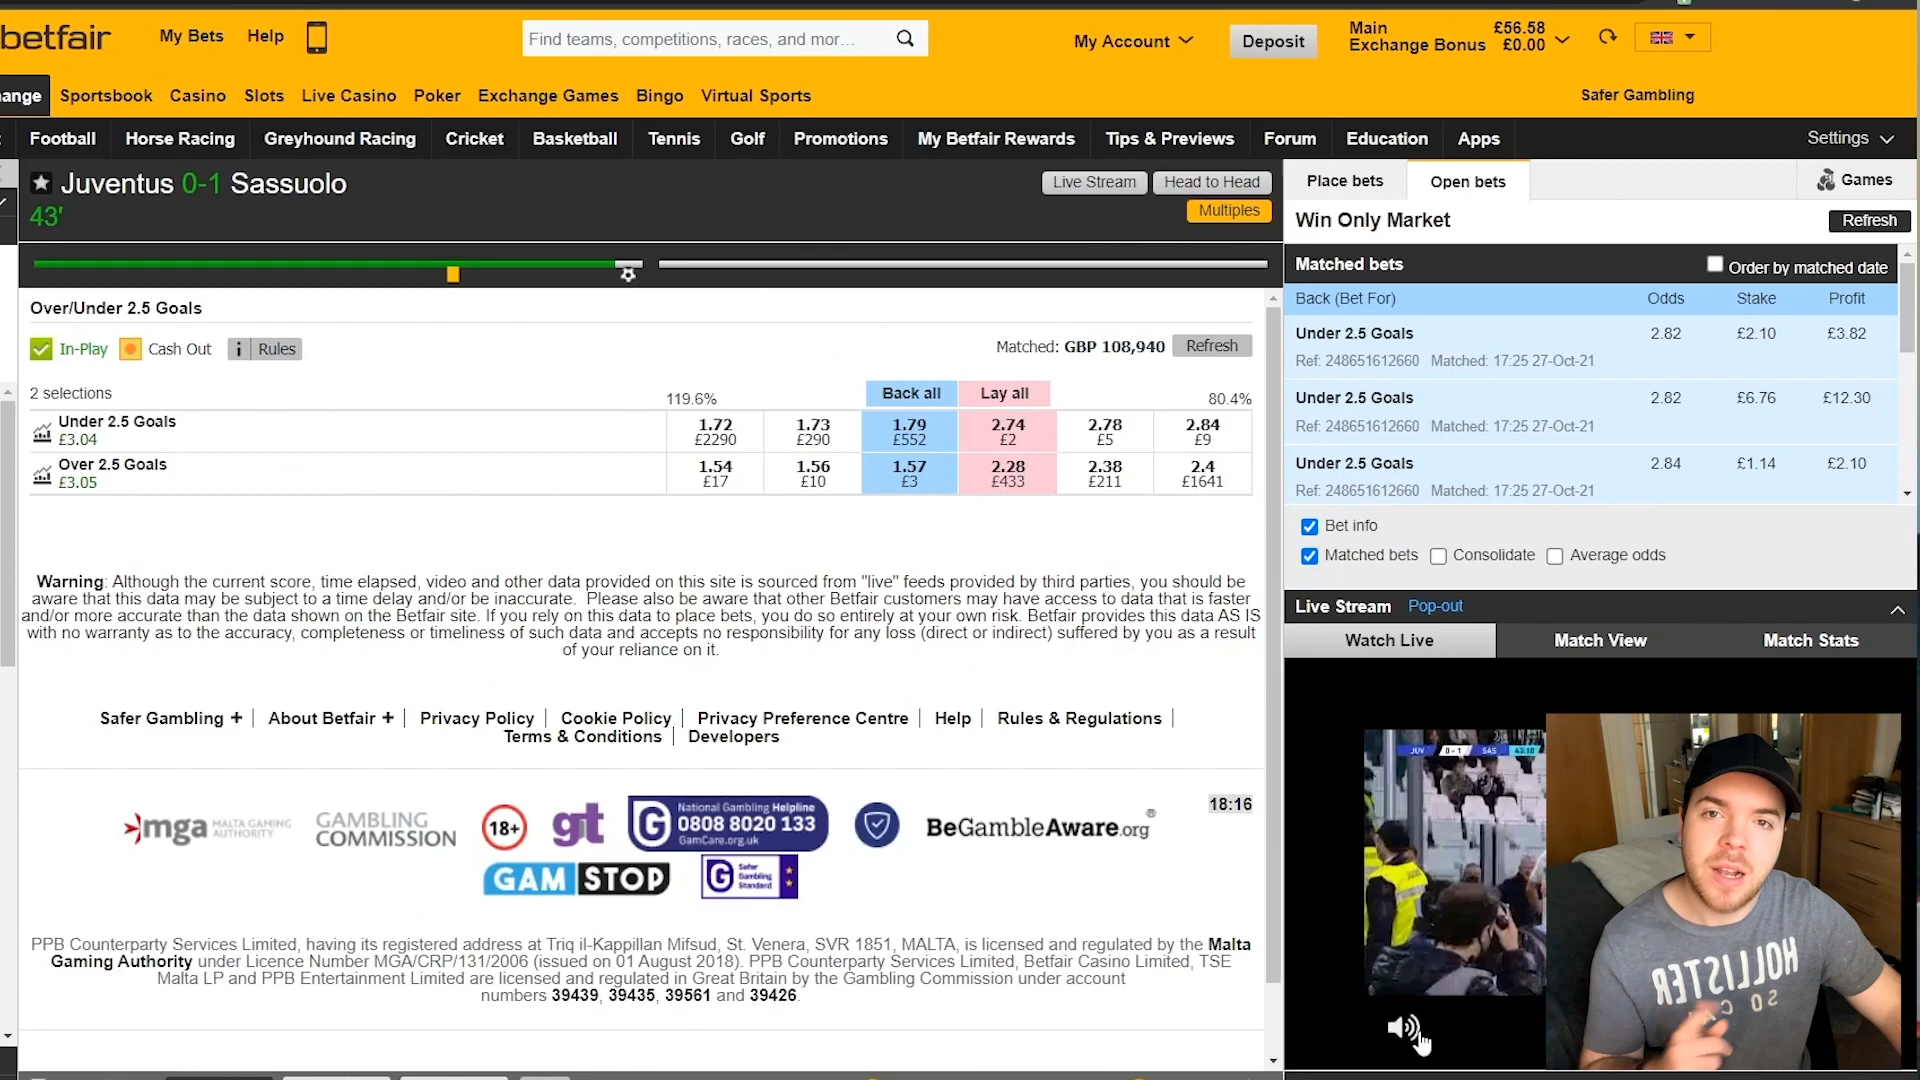 betfair
My Bets Help
Find teams, competitions, races, and mor...
My Account
Deposit
Main £56.58
Exchange Bonus £0.00
ange Sportsbook Casino Slots Live Casino Poker Exchange Games Bingo Virtual Sports
Safer Gambling
Football Horse Racing Greyhound Racing Cricket Basketball Tennis Golf Promotions My Betfair Rewards Tips & Previews Forum Education Apps
Settings
Juventus 0-1 Sassuolo
43'
Live Stream Head to Head
Multiples
Over/Under 2.5 Goals
In-Play Cash Out i Rules
Matched: GBP 108,940 Refresh
2 selections 119.6% Back all Lay all 80.4%
Under 2.5 Goals 1.72 1.73 1.79 2.74 2.78 2.84
£3.04 £2290 £290 £552 £2 £5 £9
Over 2.5 Goals 1.54 1.56 1.57 2.28 2.38 2.4
£3.05 £17 £10 £3 £433 £211 £1641
Warning: Although the current score, time elapsed, video and other data provided on this site is sourced from "live" feeds provided by third parties, you should be
aware that this data may be subject to a time delay and/or be inaccurate. Please also be aware that other Betfair customers may have access to data that is faster
and/or more accurate than the data shown on the Betfair site. If you rely on this data to place bets, you do so entirely at your own risk. Betfair provides this data AS IS
with no warranty as to the accuracy, completeness or timeliness of such data and accepts no responsibility for any loss (direct or indirect) suffered by you as a result
of your reliance on it.
Safer Gambling + About Betfair + Privacy Policy Cookie Policy Privacy Preference Centre Help Rules & Regulations
Terms & Conditions Developers
mga MALTA GAMING AUTHORITY
GAMBLING COMMISSION
18+
gt
National Gambling Helpline
0808 8020 133
GamCare.org.uk
BeGambleAware.org®
18:16
GAMSTOP
Safer Gambling Standard
PPB Counterparty Services Limited, having its registered address at Triq il-Kappillan Mifsud, St. Venera, SVR 1851, MALTA, is licensed and regulated by the Malta
Gaming Authority under Licence Number MGA/CRP/131/2006 (issued on 01 August 2018). PPB Counterparty Services Limited, Betfair Casino Limited, TSE
Malta LP and PPB Entertainment Limited are licensed and regulated in Great Britain by the Gambling Commission under account
numbers 39439, 39435, 39561 and 39426.
Place bets Open bets Games
Win Only Market Refresh
Matched bets Order by matched date
Back (Bet For) Odds Stake Profit
Under 2.5 Goals 2.82 £2.10 £3.82
Ref: 248651612660 Matched: 17:25 27-Oct-21
Under 2.5 Goals 2.82 £6.76 £12.30
Ref: 248651612660 Matched: 17:25 27-Oct-21
Under 2.5 Goals 2.84 £1.14 £2.10
Ref: 248651612660 Matched: 17:25 27-Oct-21
Bet info
Matched bets Consolidate Average odds
Live Stream Pop-out
Watch Live Match View Match Stats
JUV 0-1 SAS 43:10
HOLLISTER
SO CA